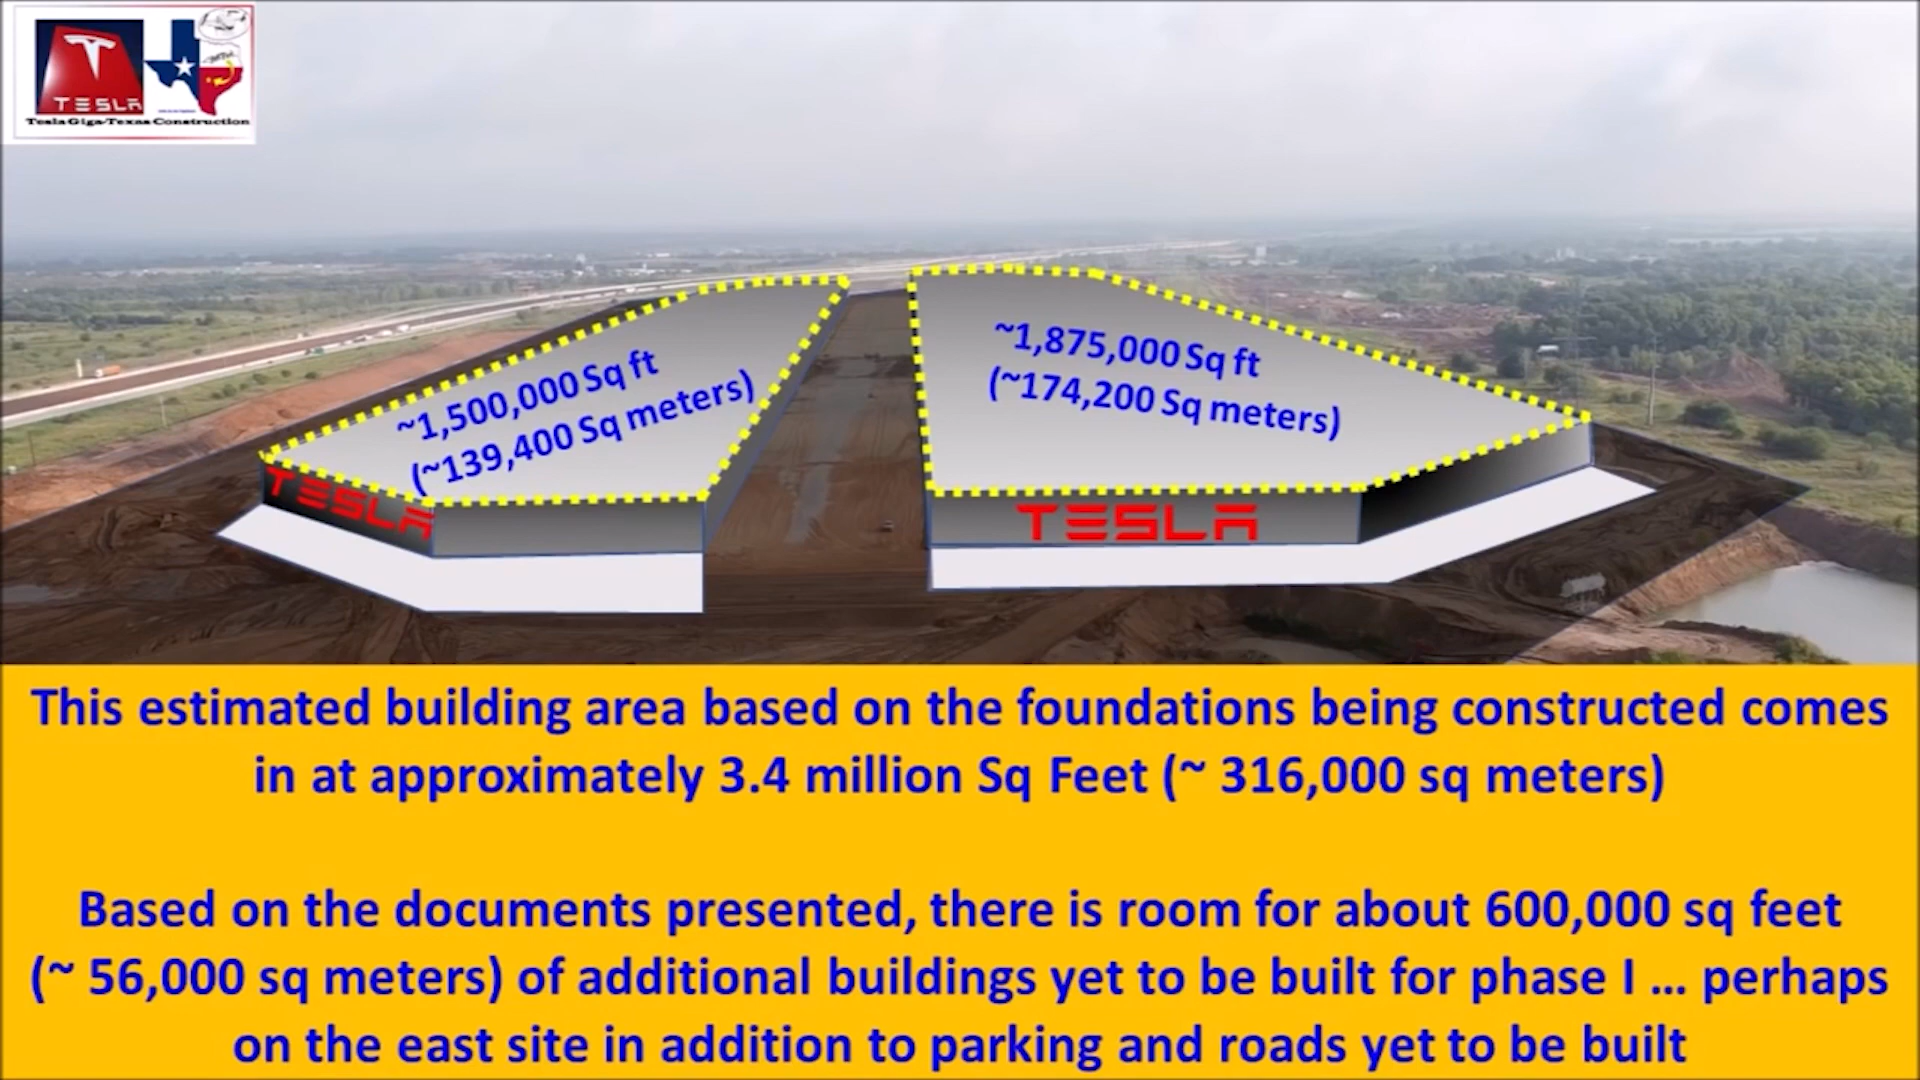 TESLA
Tesla Giga-Texas Construction
~1,500,000 Sq ft
(~139,400 Sq meters)
~1,875,000 Sq ft
(~174,200 Sq meters)
TESLA
TESLA
This estimated building area based on the foundations being constructed comes
in at approximately 3.4 million Sq Feet (~ 316,000 sq meters)
Based on the documents presented, there is room for about 600,000 sq feet
(~ 56,000 sq meters) of additional buildings yet to be built for phase I ... perhaps
on the east site in addition to parking and roads yet to be built